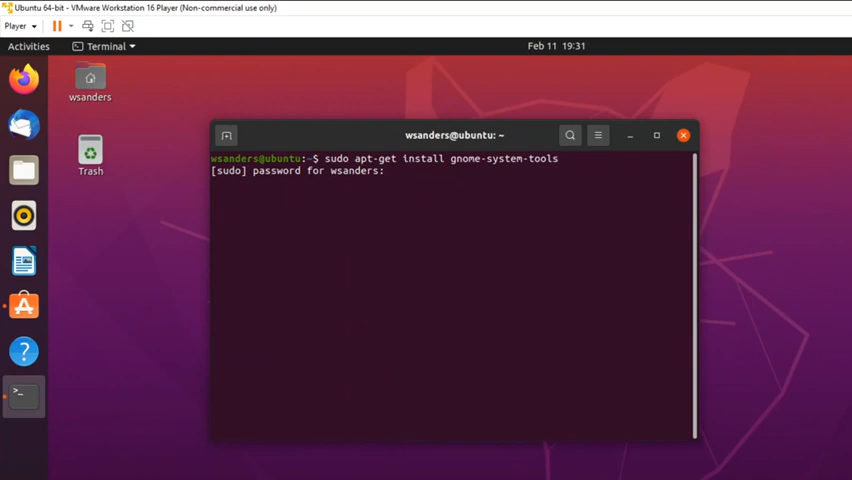 Ubuntu 64-bit - VMware Workstation 16 Player (Non-commercial use only)
Player
Activities
Terminal
Feb 11 19:31
wsanders
Trash
wsanders@ubuntu: ~
wsanders@ubuntu:~$ sudo apt-get install gnome-system-tools
[sudo] password for wsanders:
>_